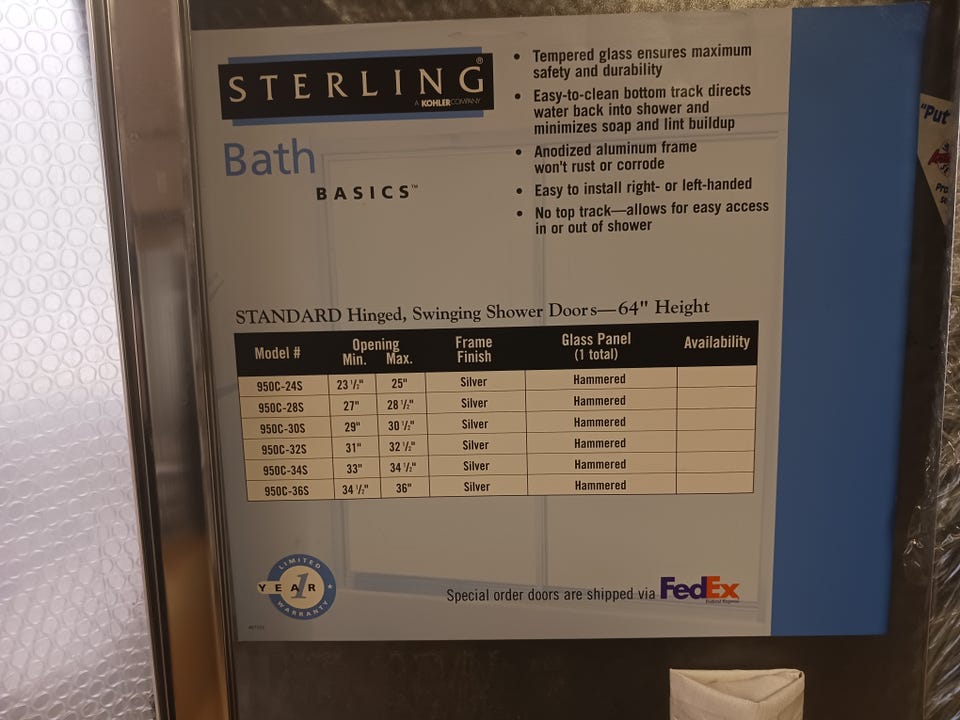 STERLING®
A KOHLER COMPANY
Bath
BASICS™
• Tempered glass ensures maximum
safety and durability
• Easy-to-clean bottom track directs
water back into shower and
minimizes soap and lint buildup
• Anodized aluminum frame
won't rust or corrode
• Easy to install right- or left-handed
• No top track—allows for easy access
in or out of shower
"Put
STANDARD Hinged, Swinging Shower Doors—64" Height
Model # Opening Min. Max. Frame Finish Glass Panel (1 total) Availability
950C-24S 23 1/2" 25" Silver Hammered
950C-28S 27" 28 1/2" Silver Hammered
950C-30S 29" 30 1/2" Silver Hammered
950C-32S 31" 32 1/2" Silver Hammered
950C-34S 33" 34 1/2" Silver Hammered
950C-36S 34 1/2" 36" Silver Hammered
LIMITED
1 YEAR
WARRANTY
Special order doors are shipped via FedEx
Federal Express